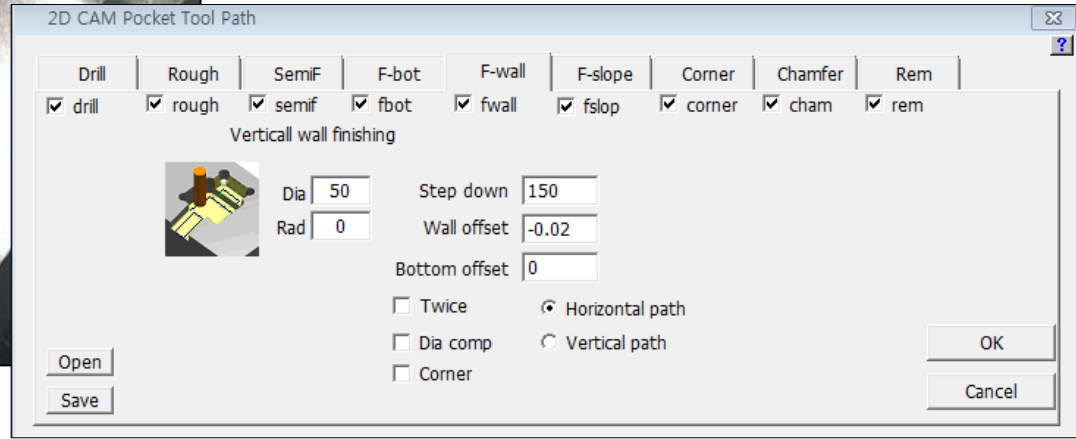 2D CAM Pocket Tool Path
?
Drill Rough SemiF F-bot F-wall F-slope Corner Chamfer Rem
drill rough semif fbot fwall fslop corner cham rem
Verticall wall finishing
Dia 50 Step down 150
Rad 0 Wall offset -0.02
Bottom offset 0
Twice Horizontal path
Dia comp Vertical path OK
Open Corner
Save Cancel